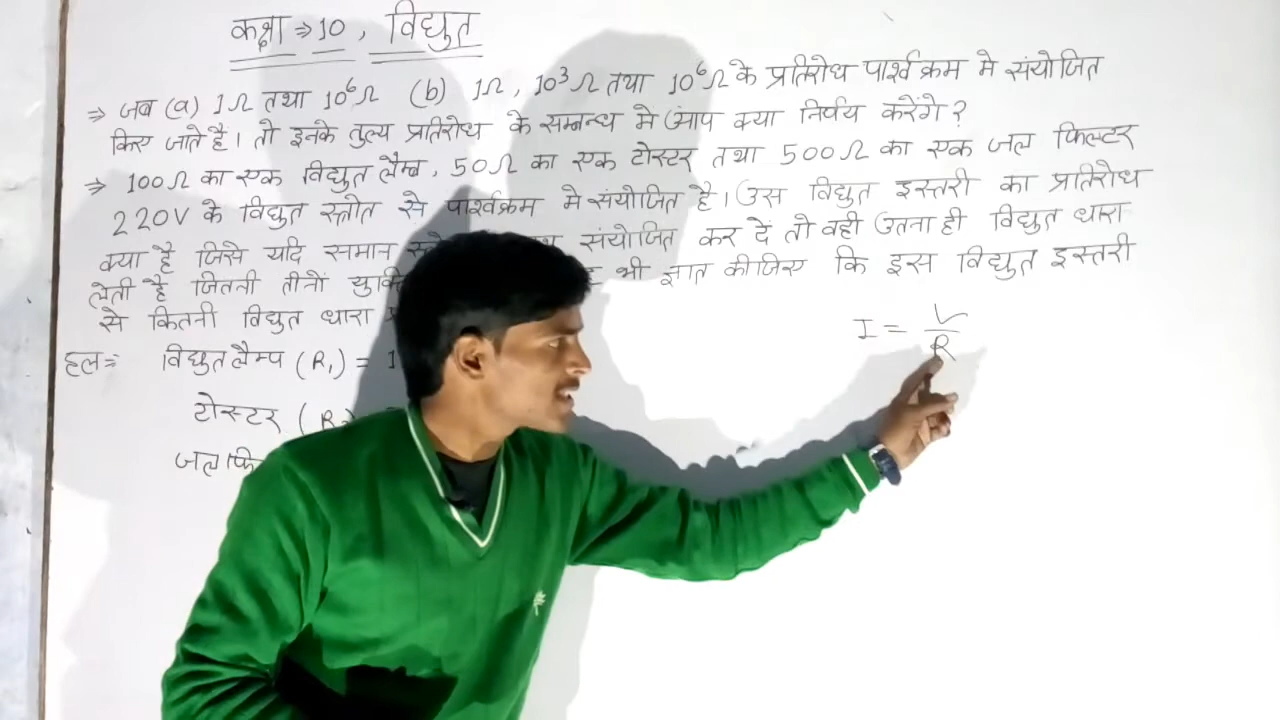 कक्षा ⇒ 10 , विद्युत
⇒ जब (a) 1Ω तथा 10⁶Ω (b) 1Ω , 10³Ω तथा 10⁶Ω के प्रतिरोध पार्श्वक्रम मे संयोजित
किए जाते है। तो इनके तुल्य प्रतिरोध के सम्बन्ध मे आप क्या निर्णय करेंगे ?
⇒ 100Ω का एक विद्युत लैम्ब , 50Ω का एक टोस्टर तथा 500Ω का एक जल फिल्टर
220V के विद्युत स्त्रोत से पार्श्वक्रम मे संयोजित है। उस विद्युत इस्तरी का प्रतिरोध
क्या है जिसे यदि समान संयोजित कर दें तो वही उतना ही विद्युत धारा
लेती है जितनी तीनों भी ज्ञात कीजिए कि इस विद्युत इस्तरी
से कितनी विद्युत धारा
I = V/R
हल⇒ विद्युत लैम्प (R₁) = 1
टोस्टर (R₂)
जल फि